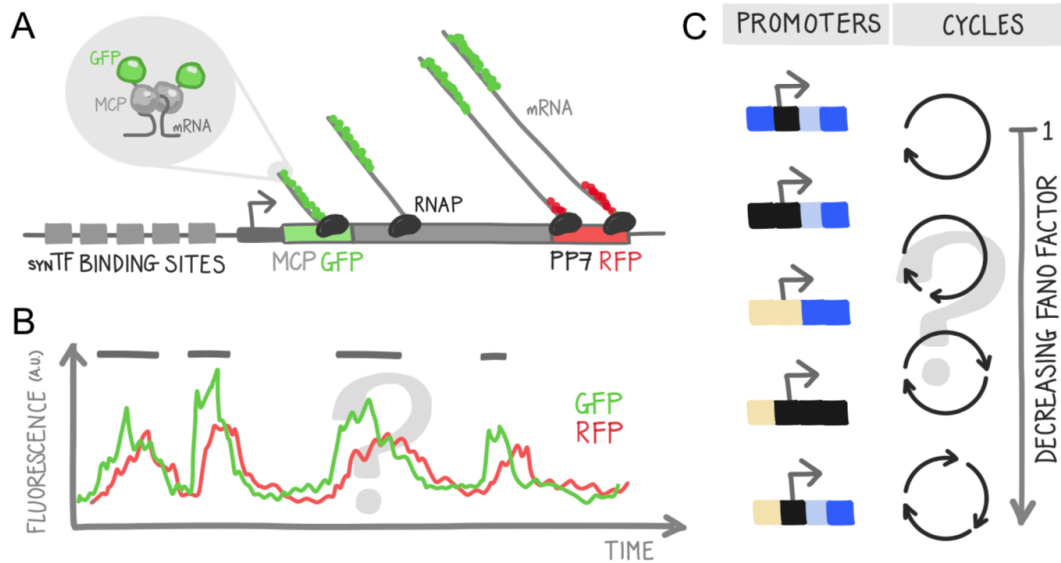 A
GFP
MCP
mRNA
mRNA
RNAP
synTF BINDING SITES
MCP GFP
PP7 RFP
B
FLUORESCENCE (A.U.)
?
GFP
RFP
TIME
C
PROMOTERS
CYCLES
?
1
DECREASING FANO FACTOR